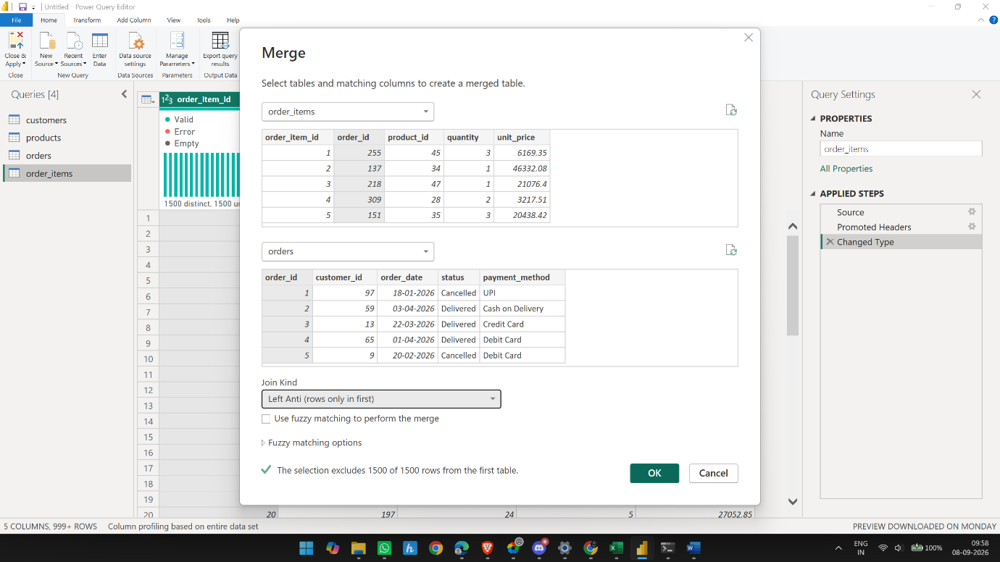 Untitled - Power Query Editor
File Home Transform Add Column View Tools Help
Close & Apply
New Source
Recent Sources
Enter Data
Data source settings
Manage Parameters
Export query results
Close
New Query
Data Sources
Parameters
Output Data
Queries [4]
customers
products
orders
order_items
1²3 order_item_id
Valid
Error
Empty
1500 distinct, 1500
1
2
3
4
5
6
7
8
9
10
11
12
13
14
15
16
17
18
19
20 20 197 24 5 27052.85
Merge
Select tables and matching columns to create a merged table.
order_items
order_item_id order_id product_id quantity unit_price
1 255 45 3 6169.35
2 137 34 1 46332.08
3 218 47 1 21076.4
4 309 28 2 3217.51
5 151 35 3 20438.42
orders
order_id customer_id order_date status payment_method
1 97 18-01-2026 Cancelled UPI
2 59 03-04-2026 Delivered Cash on Delivery
3 13 22-03-2026 Delivered Credit Card
4 65 01-04-2026 Delivered Debit Card
5 9 20-02-2026 Cancelled Debit Card
Join Kind
Left Anti (rows only in first)
Use fuzzy matching to perform the merge
Fuzzy matching options
The selection excludes 1500 of 1500 rows from the first table.
OK
Cancel
Query Settings
PROPERTIES
Name
order_items
All Properties
APPLIED STEPS
Source
Promoted Headers
Changed Type
5 COLUMNS, 999+ ROWS Column profiling based on entire data set
PREVIEW DOWNLOADED ON MONDAY
ENG
IN
100%
09:58
08-09-2026